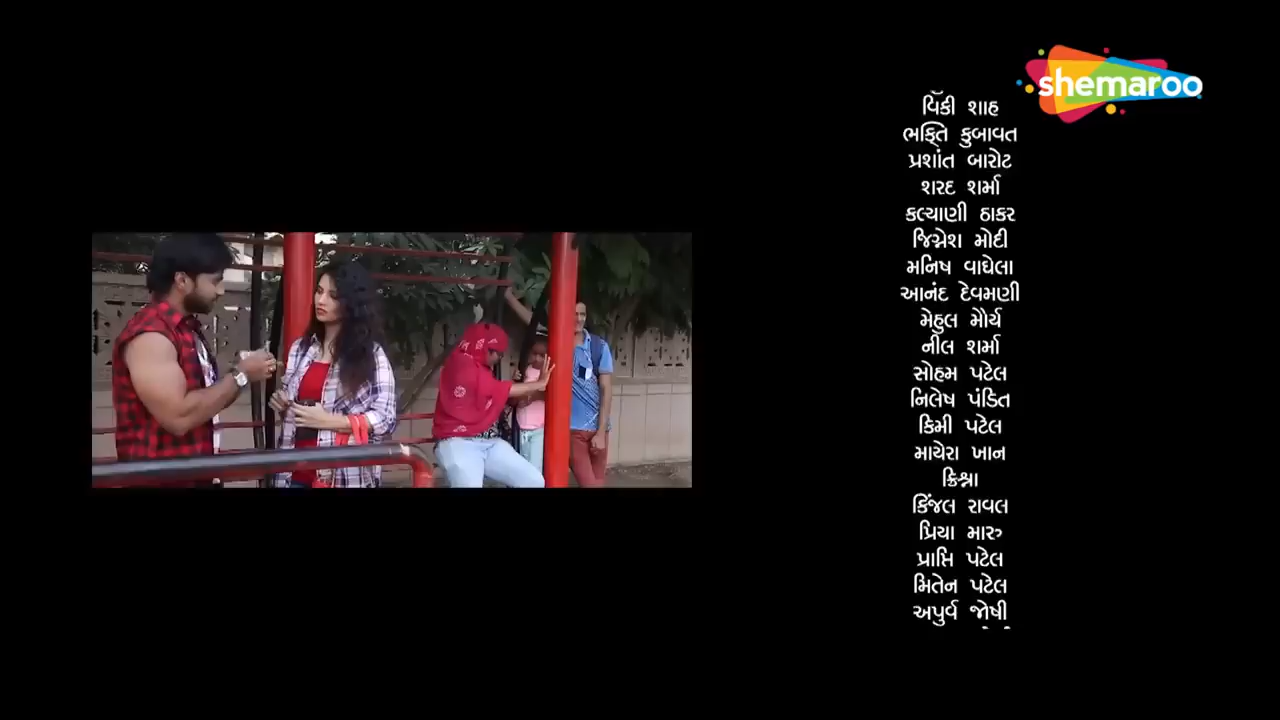 shemaroo
વિઁકી શાહ
ભક્તિ કુબાવત
પ્રશાંત બારોટ
શરદ શર્મા
કલ્યાણી ઠાકર
જિગ્નેશ મોદી
મનિષ વાઘેલા
આનંદ દેવમણી
મેહુલ મૌર્ય
નીલ શર્મા
સોહમ પટેલ
નિલેષ પંડિત
કિમી પટેલ
માયેરા ખાન
ક્રિશ્ના
કિંજલ રાવલ
પ્રિયા મારુ
પ્રાપ્તિ પટેલ
મિતેન પટેલ
અપુર્વ જોષી